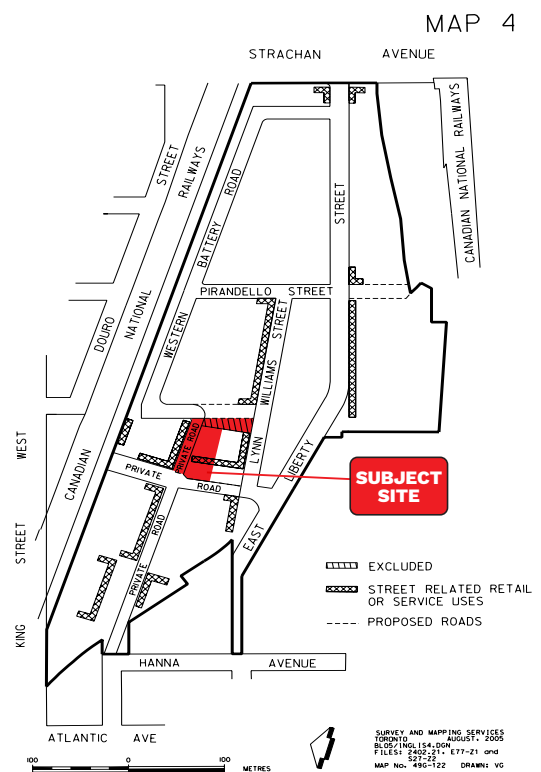 MAP 4
STRACHAN AVENUE
STREET
RAILWAYS
CANADIAN NATIONAL RAILWAYS
ROAD
STREET
BATTERY
PIRANDELLO STREET
NATIONAL
DOURO
WESTERN
STREET
WILLIAMS
PRIVATE ROAD
WEST
LYNN
LIBERTY
CANADIAN
PRIVATE ROAD
SUBJECT
SITE
STREET
ROAD
EAST
PRIVATE
EXCLUDED
STREET RELATED RETAIL
OR SERVICE USES
PROPOSED ROADS
KING
HANNA AVENUE
ATLANTIC AVE
SURVEY AND MAPPING SERVICES
TORONTO AUGUST, 2005
BL05/INGLIS4.DGN
FILES: 2402.21, E77-Z1 and
S27-Z2
MAP No. 49G-122 DRAWN: VG
100 0 100
METRES